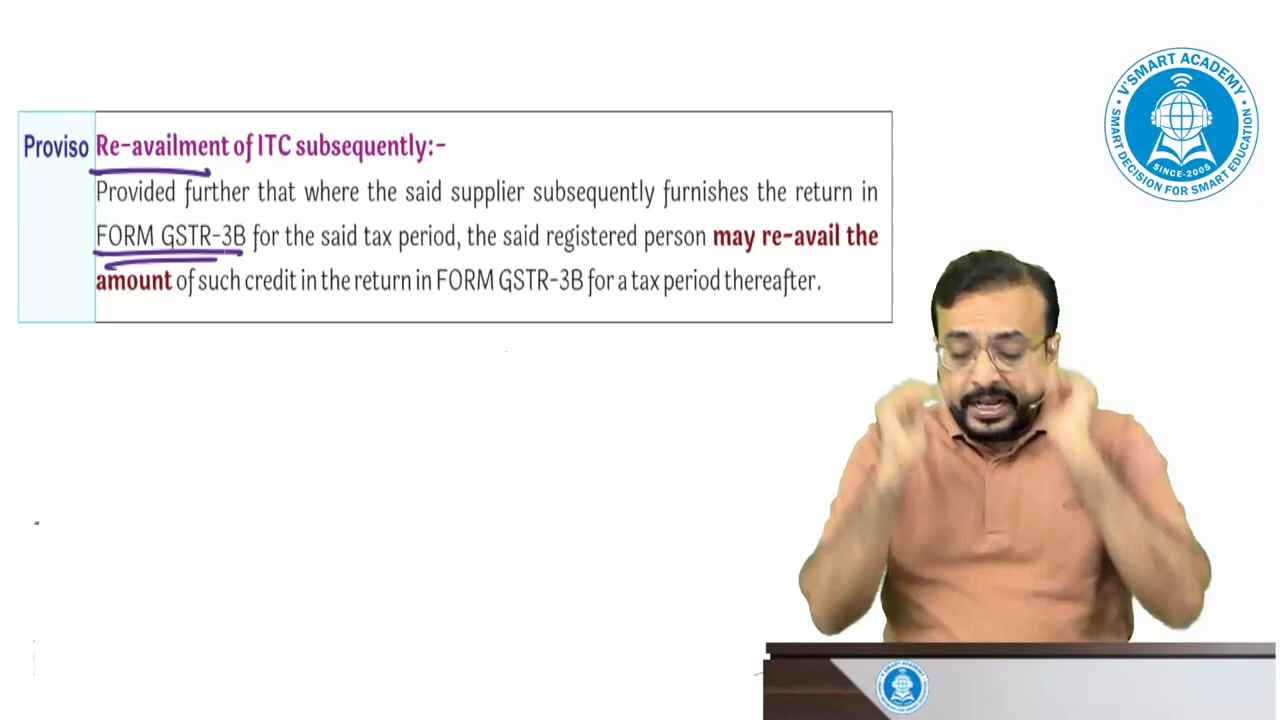 V'SMART ACADEMY
SINCE-2005
SMART DECISION FOR SMART EDUCATION
Proviso Re-availment of ITC subsequently:-
Provided further that where the said supplier subsequently furnishes the return in
FORM GSTR-3B for the said tax period, the said registered person may re-avail the
amount of such credit in the return in FORM GSTR-3B for a tax period thereafter.